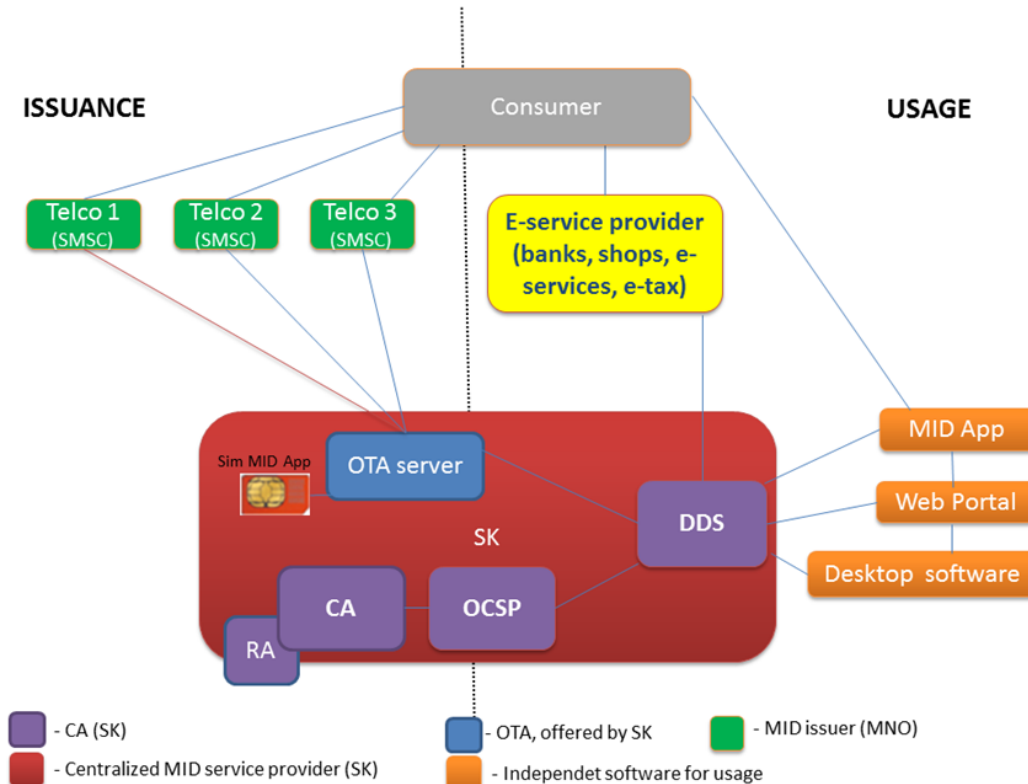 ISSUANCE
Consumer
USAGE
Telco 1
(SMSC)
Telco 2
(SMSC)
Telco 3
(SMSC)
E-service provider
(banks, shops, e-
services, e-tax)
Sim MID App
OTA server
MID App
Web Portal
Desktop software
SK
DDS
CA
OCSP
RA
- CA (SK)
- OTA, offered by SK
- MID issuer (MNO)
- Centralized MID service provider (SK)
- Independet software for usage